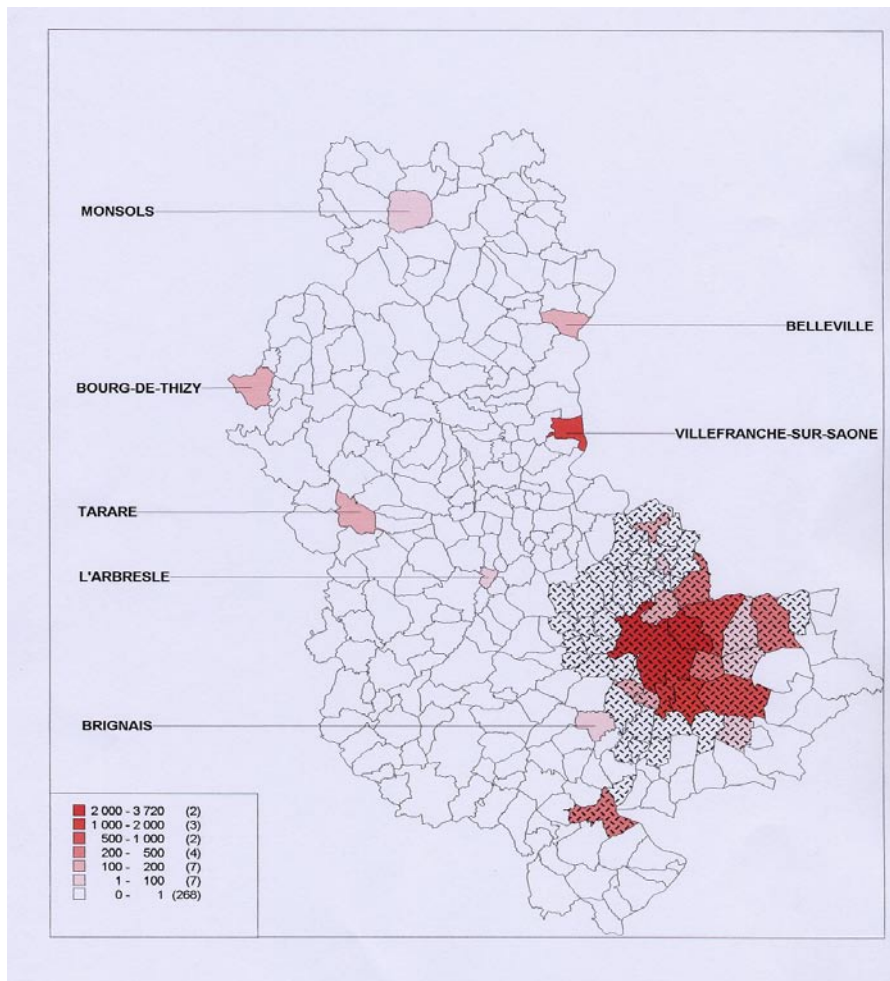 MONSOLS
BELLEVILLE
BOURG-DE-THIZY
VILLEFRANCHE-SUR-SAONE
TARARE
L'ARBRESLE
BRIGNAIS
2 000 - 3 720 (2)
1 000 - 2 000 (3)
500 - 1 000 (2)
200 - 500 (4)
100 - 200 (7)
1 - 100 (7)
0 - 1 (268)